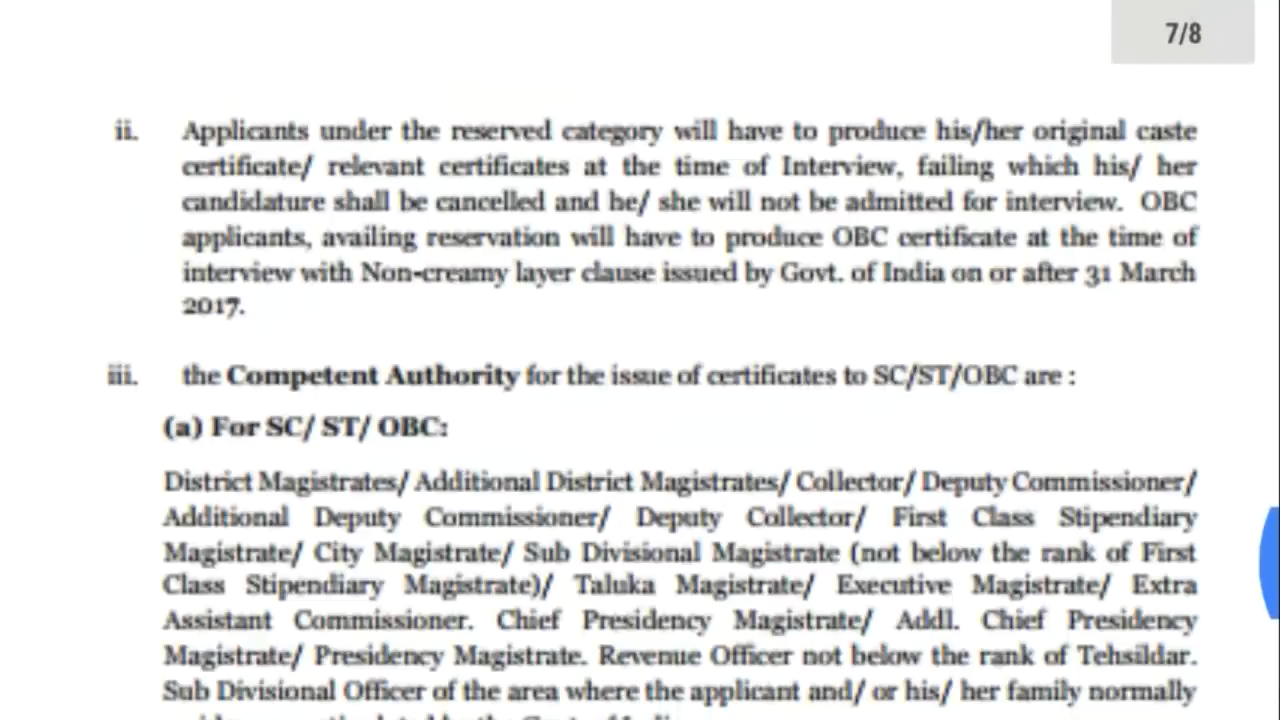 7/8
ii. Applicants under the reserved category will have to produce his/her original caste
certificate/ relevant certificates at the time of Interview, failing which his/ her
candidature shall be cancelled and he/ she will not be admitted for interview. OBC
applicants, availing reservation will have to produce OBC certificate at the time of
interview with Non-creamy layer clause issued by Govt. of India on or after 31 March
2017.
iii. the Competent Authority for the issue of certificates to SC/ST/OBC are :
(a) For SC/ ST/ OBC:
District Magistrates/ Additional District Magistrates/ Collector/ Deputy Commissioner/
Additional Deputy Commissioner/ Deputy Collector/ First Class Stipendiary
Magistrate/ City Magistrate/ Sub Divisional Magistrate (not below the rank of First
Class Stipendiary Magistrate)/ Taluka Magistrate/ Executive Magistrate/ Extra
Assistant Commissioner. Chief Presidency Magistrate/ Addl. Chief Presidency
Magistrate/ Presidency Magistrate. Revenue Officer not below the rank of Tehsildar.
Sub Divisional Officer of the area where the applicant and/ or his/ her family normally